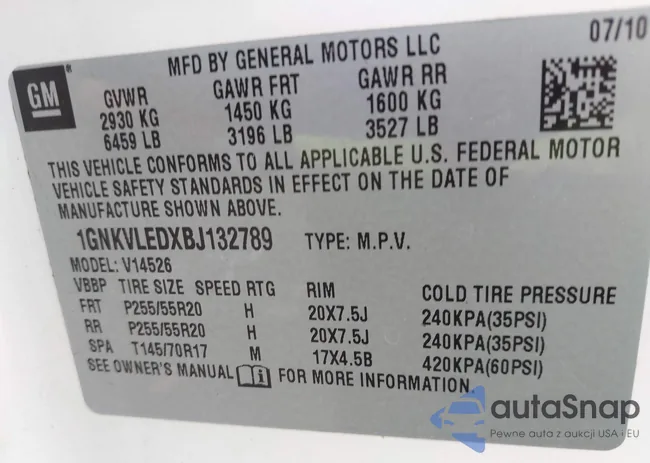 07/10
GM
MFD BY GENERAL MOTORS LLC
GVWR GAWR FRT GAWR RR
2930 KG 1450 KG 1600 KG
6459 LB 3196 LB 3527 LB
THIS VEHICLE CONFORMS TO ALL APPLICABLE U.S. FEDERAL MOTOR
VEHICLE SAFETY STANDARDS IN EFFECT ON THE DATE OF
MANUFACTURE SHOWN ABOVE.
1GNKVLEDXBJ132789 TYPE: M.P.V.
MODEL: V14526
VBBP TIRE SIZE SPEED RTG RIM COLD TIRE PRESSURE
FRT P255/55R20 H 20X7.5J 240KPA(35PSI)
RR P255/55R20 H 20X7.5J 240KPA(35PSI)
SPA T145/70R17 M 17X4.5B 420KPA(60PSI)
SEE OWNER'S MANUAL FOR MORE INFORMATION.
autaSnap
Pewne auta z aukcji USA i EU